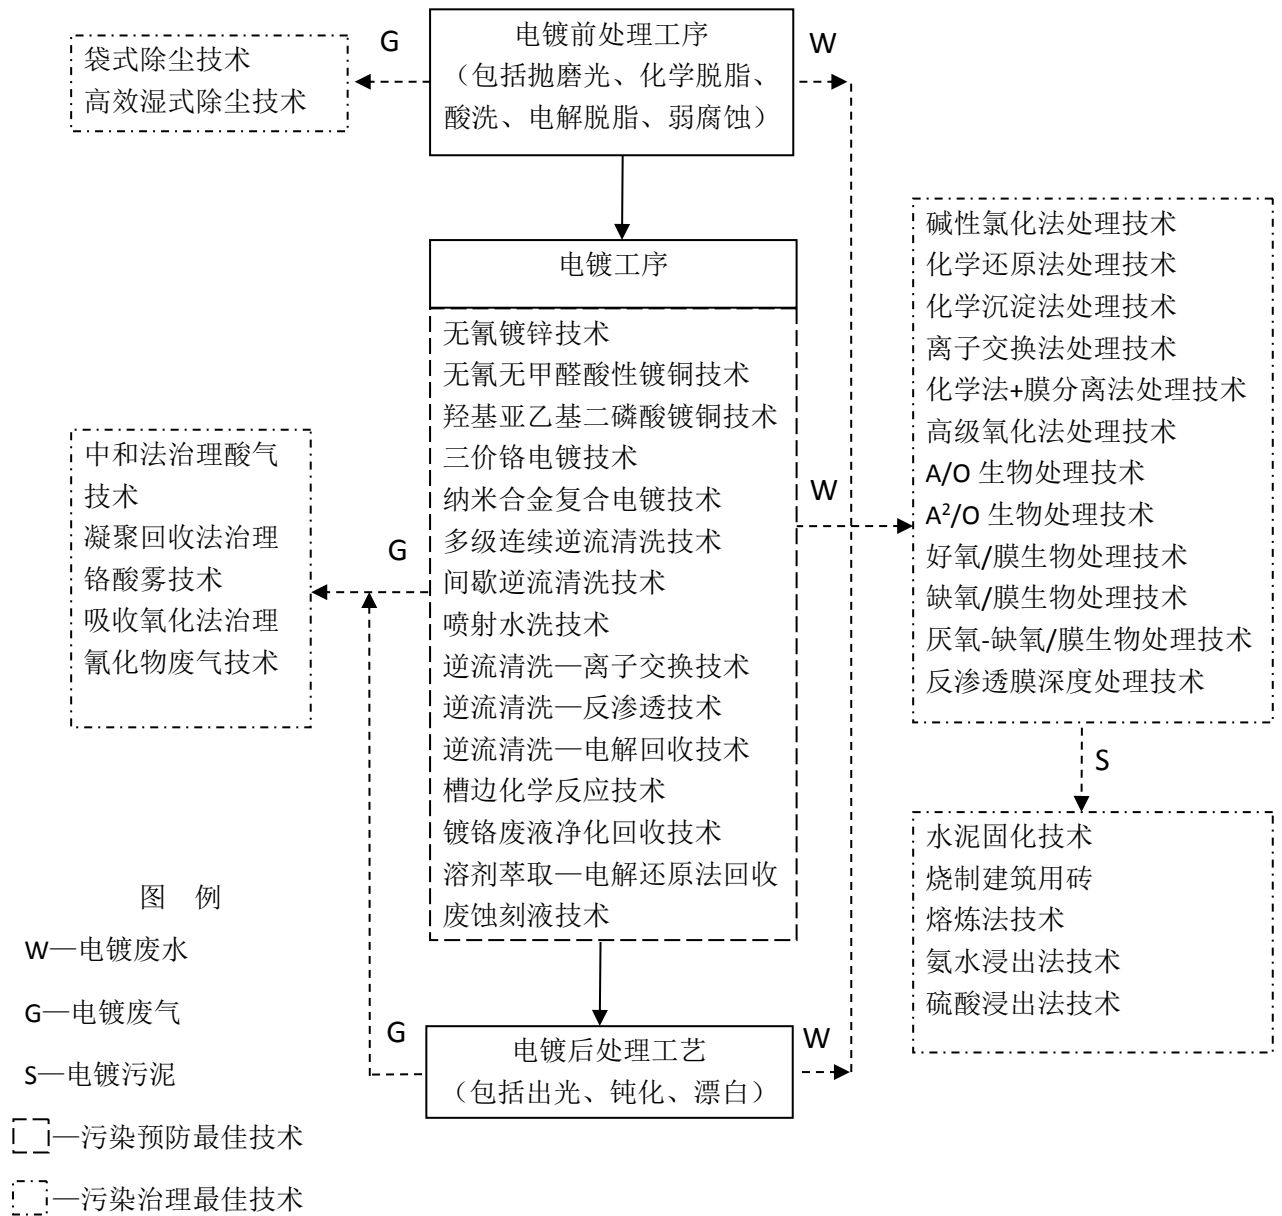 电镀前处理工序
（包括抛磨光、化学脱脂、
酸洗、电解脱脂、弱腐蚀）
G
W
袋式除尘技术
高效湿式除尘技术
电镀工序
无氰镀锌技术
无氰无甲醛酸性镀铜技术
羟基亚乙基二磷酸镀铜技术
三价铬电镀技术
纳米合金复合电镀技术
多级连续逆流清洗技术
间歇逆流清洗技术
喷射水洗技术
逆流清洗—离子交换技术
逆流清洗—反渗透技术
逆流清洗—电解回收技术
槽边化学反应技术
镀铬废液净化回收技术
溶剂萃取—电解还原法回收
废蚀刻液技术
G
W
中和法治理酸气
技术
凝聚回收法治理
铬酸雾技术
吸收氧化法治理
氰化物废气技术
碱性氯化法处理技术
化学还原法处理技术
化学沉淀法处理技术
离子交换法处理技术
化学法+膜分离法处理技术
高级氧化法处理技术
A/O 生物处理技术
A²/O 生物处理技术
好氧/膜生物处理技术
缺氧/膜生物处理技术
厌氧-缺氧/膜生物处理技术
反渗透膜深度处理技术
S
水泥固化技术
烧制建筑用砖
熔炼法技术
氨水浸出法技术
硫酸浸出法技术
G
W
电镀后处理工艺
（包括出光、钝化、漂白）
图 例
W—电镀废水
G—电镀废气
S—电镀污泥
—污染预防最佳技术
—污染治理最佳技术